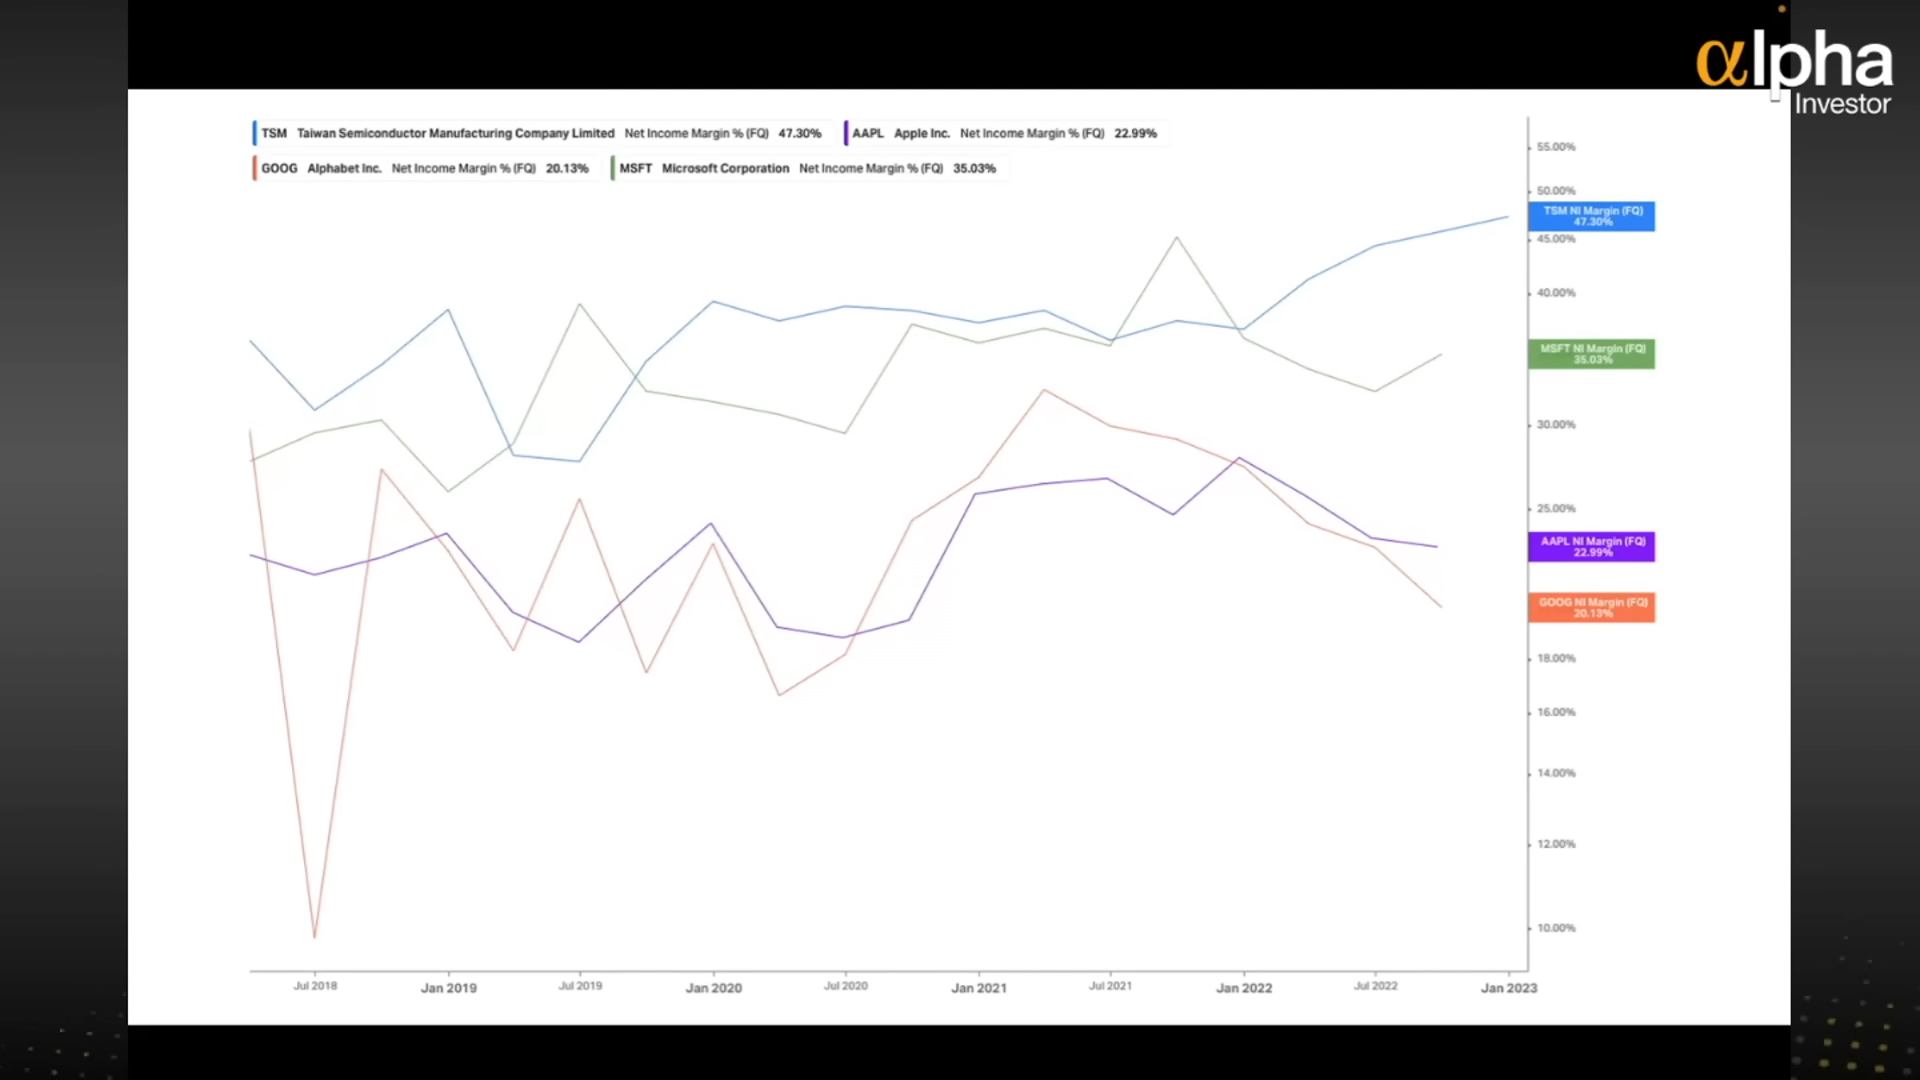 αlpha
Investor
TSM Taiwan Semiconductor Manufacturing Company Limited Net Income Margin % (FQ) 47.30% AAPL Apple Inc. Net Income Margin % (FQ) 22.99%
GOOG Alphabet Inc. Net Income Margin % (FQ) 20.13% MSFT Microsoft Corporation Net Income Margin % (FQ) 35.03%
55.00%
50.00%
TSM NI Margin (FQ)
47.30%
45.00%
40.00%
MSFT NI Margin (FQ)
35.03%
30.00%
25.00%
AAPL NI Margin (FQ)
22.99%
GOOG NI Margin (FQ)
20.13%
18.00%
16.00%
14.00%
12.00%
10.00%
Jul 2018 Jan 2019 Jul 2019 Jan 2020 Jul 2020 Jan 2021 Jul 2021 Jan 2022 Jul 2022 Jan 2023